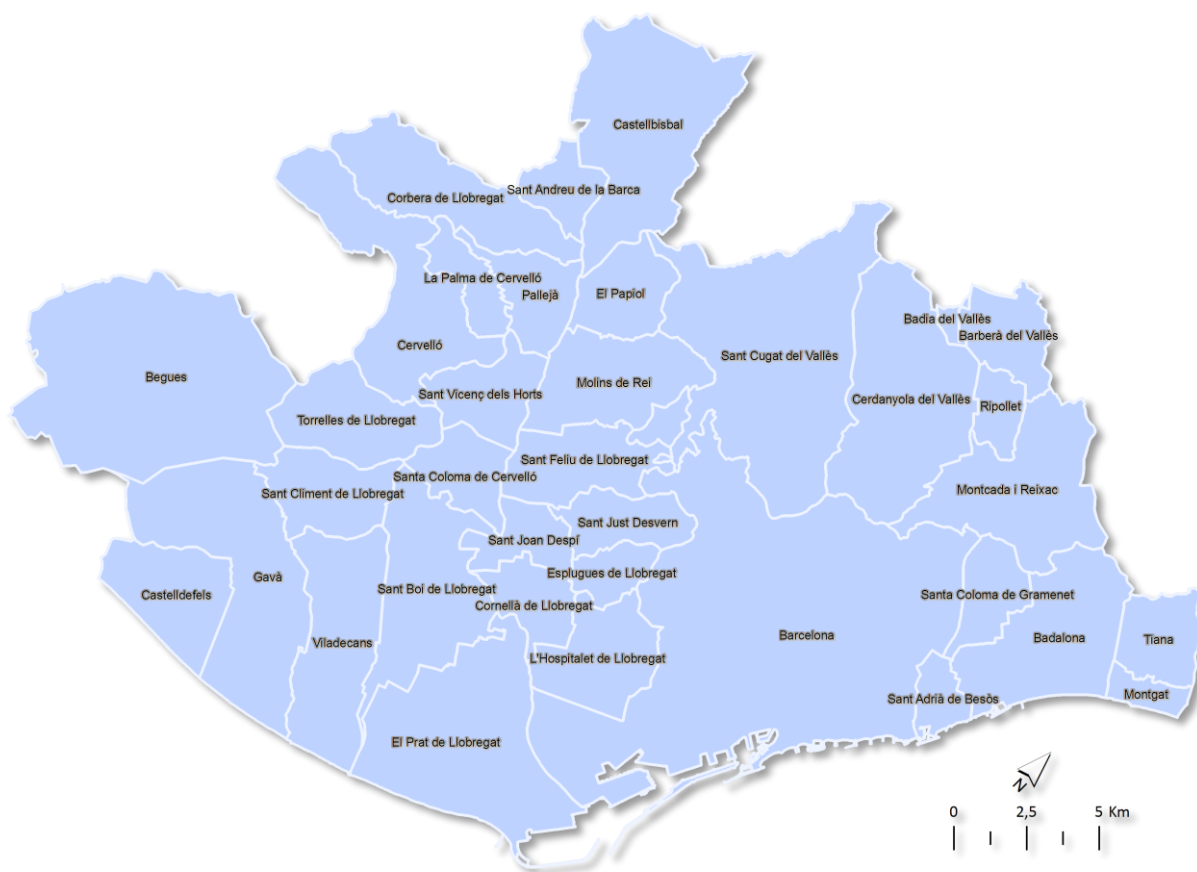 Castellbisbal
Sant Andreu de la Barca
Corbera de Llobregat
La Palma de Cervelló
Pallejà
El Papiol
Badia del Vallès
Barberà del Vallès
Cervelló
Sant Cugat del Vallès
Begues
Molins de Rei
Sant Vicenç dels Horts
Cerdanyola del Vallès
Ripollet
Torrelles de Llobregat
Sant Feliu de Llobregat
Santa Coloma de Cervelló
Sant Climent de Llobregat
Montcada i Reixac
Sant Just Desvern
Sant Joan Despí
Gavà
Esplugues de Llobregat
Sant Boi de Llobregat
Castelldefels
Santa Coloma de Gramenet
Cornellà de Llobregat
Barcelona
Badalona
Tiana
Viladecans
L'Hospitalet de Llobregat
Montgat
Sant Adrià de Besòs
El Prat de Llobregat
N
0 2,5 5 Km